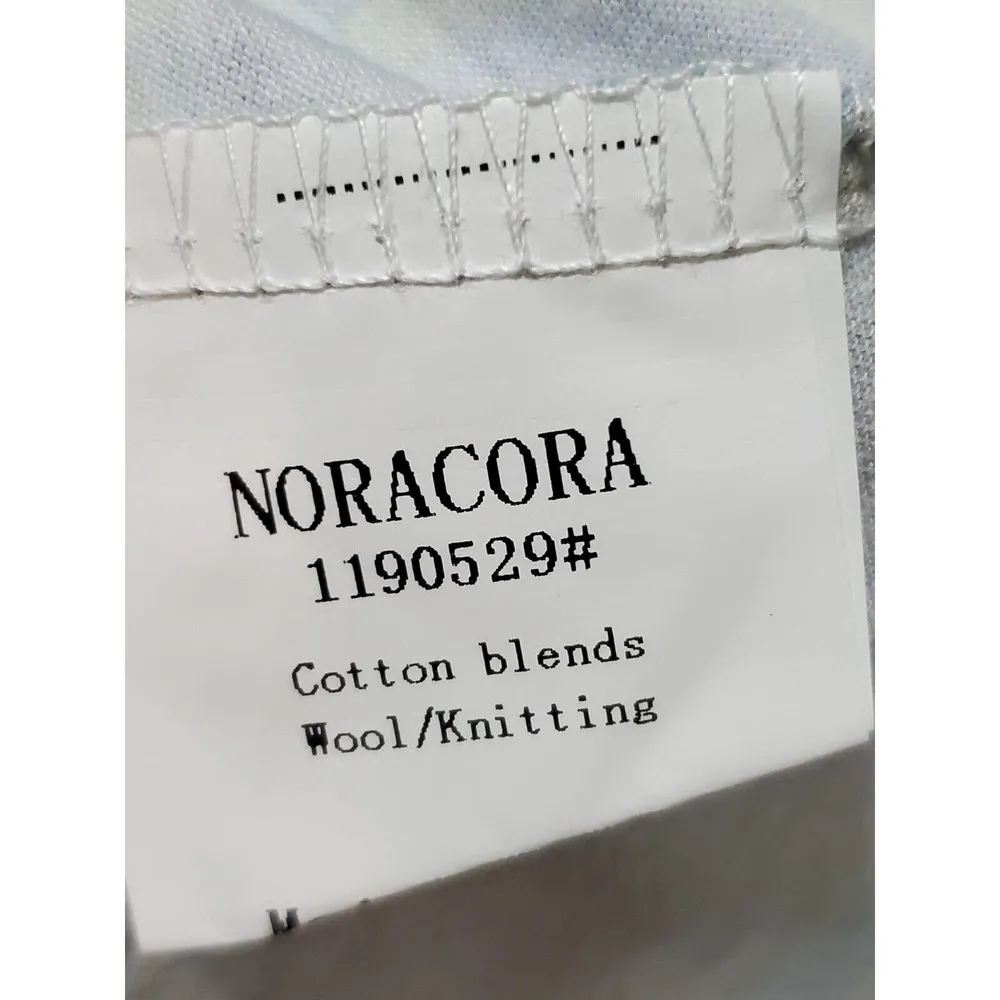 NORACORA
1190529#
Cotton blends
Wool/Knitting